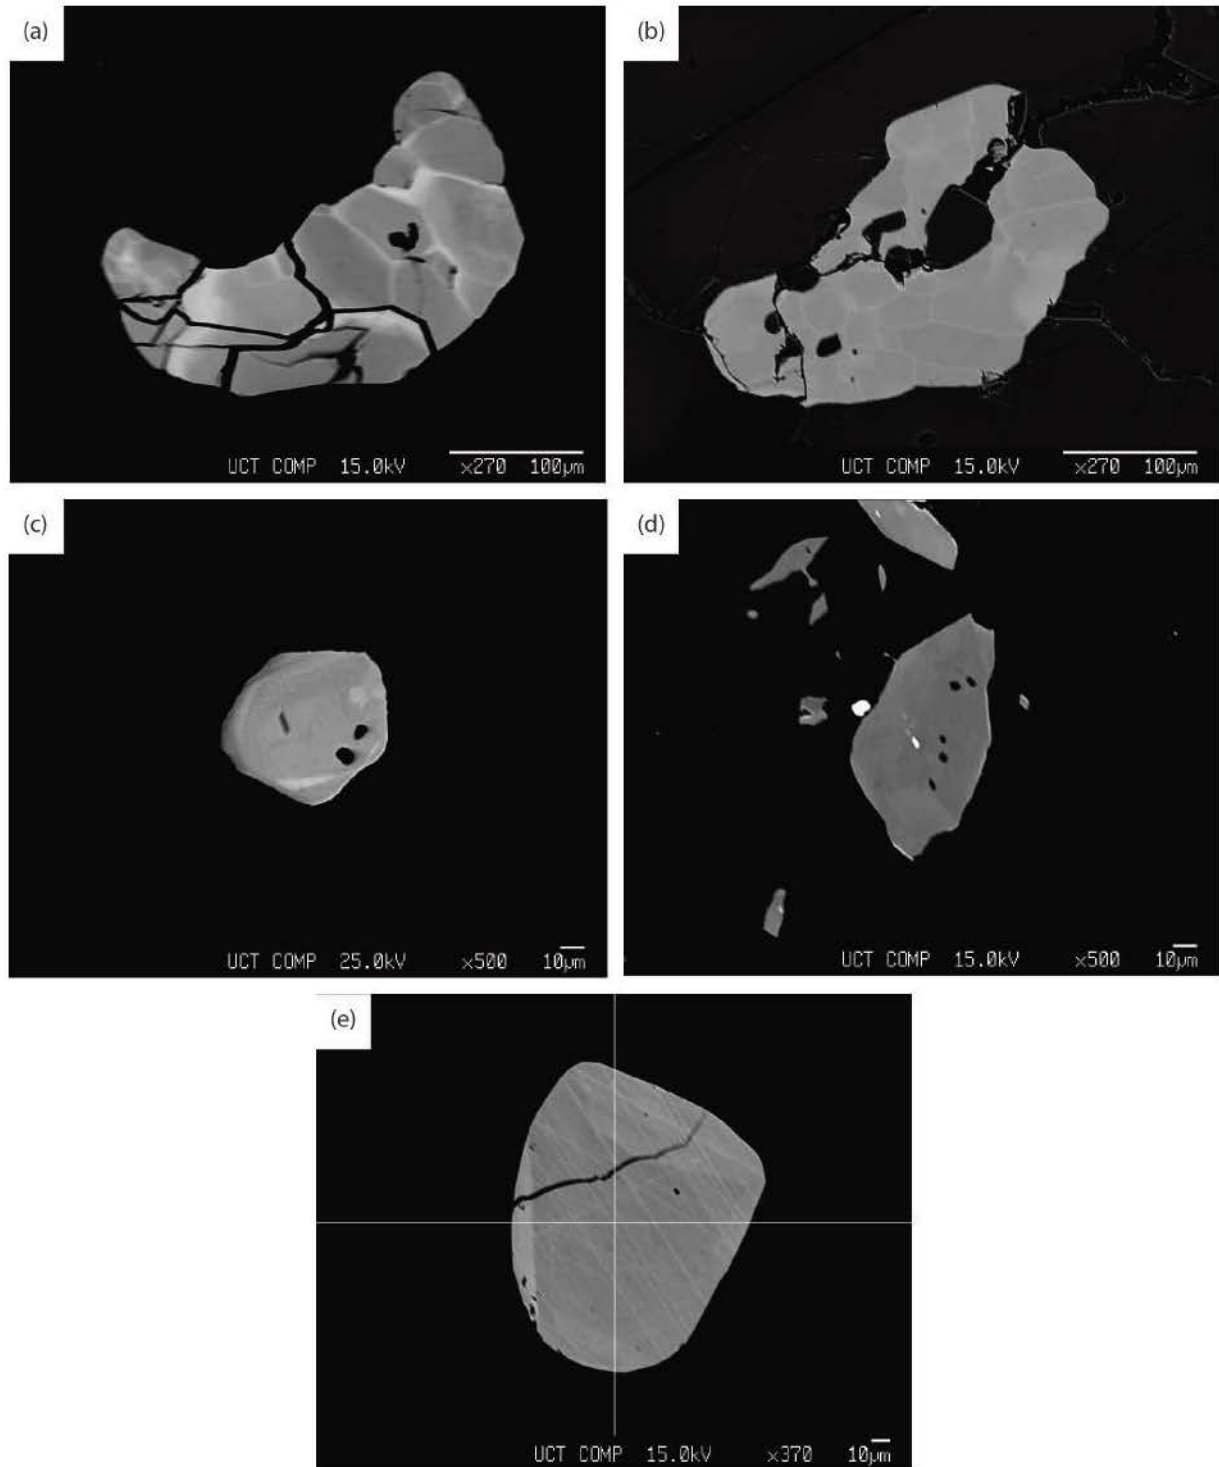 (a)
(b)
UCT COMP 15.0kV ×270 100µm
UCT COMP 15.0kV ×270 100µm
(c)
(d)
UCT COMP 25.0kV ×500 10µm
UCT COMP 15.0kV ×500 10µm
(e)
UCT COMP 15.0kV ×370 10µm